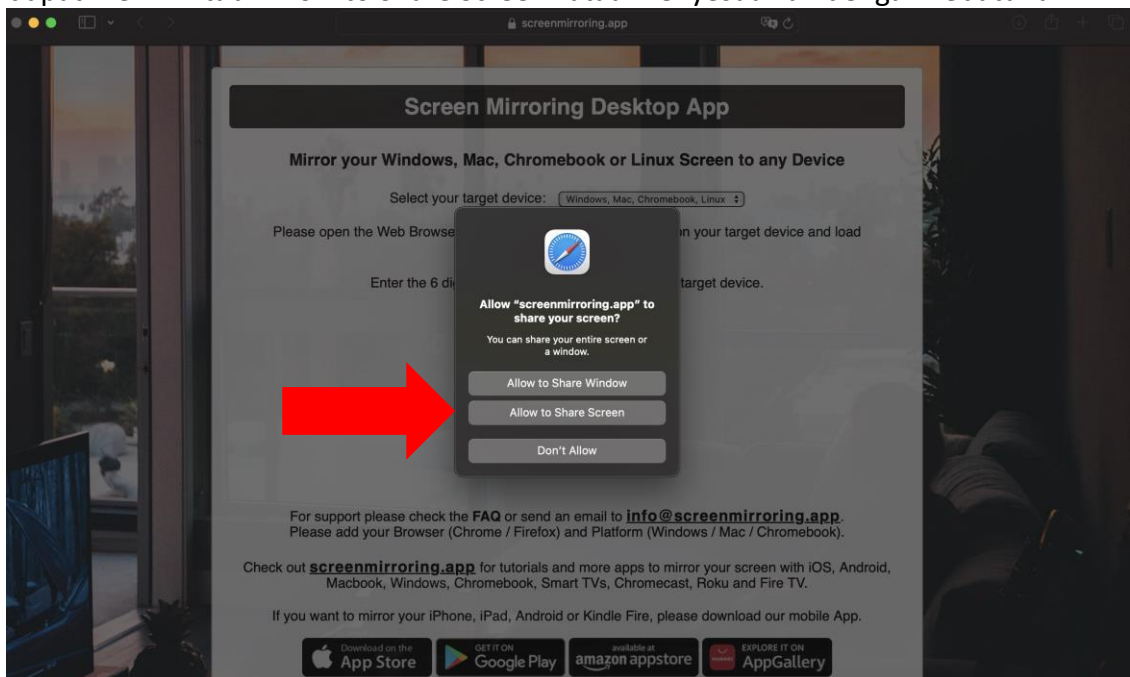 screenmirroring.app
Screen Mirroring Desktop App
Mirror your Windows, Mac, Chromebook or Linux Screen to any Device
Select your target device: Windows, Mac, Chromebook, Linux
Please open the Web Browse
n your target device and load
Enter the 6 di
target device.
Allow "screenmirroring.app" to
share your screen?
You can share your entire screen or
a window.
Allow to Share Window
Allow to Share Screen
Don't Allow
For support please check the FAQ or send an email to info@screenmirroring.app.
Please add your Browser (Chrome / Firefox) and Platform (Windows / Mac / Chromebook).
Check out screenmirroring.app for tutorials and more apps to mirror your screen with iOS, Android,
Macbook, Windows, Chromebook, Smart TVs, Chromecast, Roku and Fire TV.
If you want to mirror your iPhone, iPad, Android or Kindle Fire, please download our mobile App.
Download on the
App Store
GET IT ON
Google Play
available at
amazon appstore
EXPLORE IT ON
AppGallery